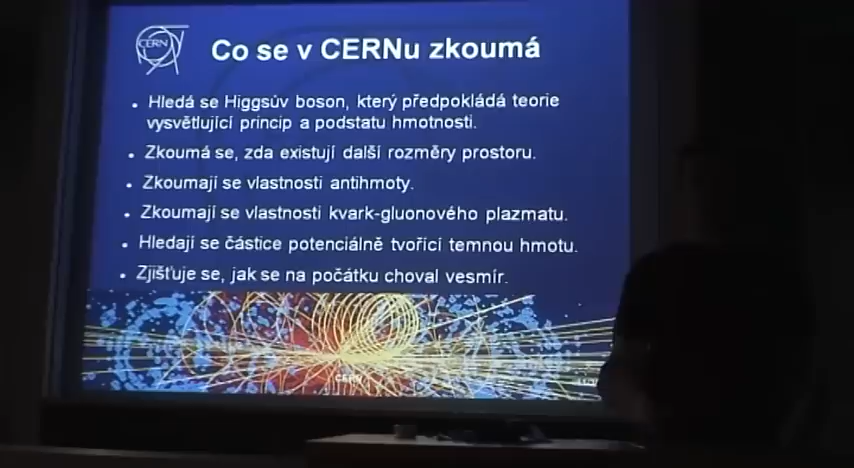 CERN
Co se v CERNu zkoumá
• Hledá se Higgsův boson, který předpokládá teorie
vysvětlující princip a podstatu hmotnosti.
• Zkoumá se, zda existují další rozměry prostoru.
• Zkoumají se vlastnosti antihmoty.
• Zkoumají se vlastnosti kvark-gluonového plazmatu.
• Hledají se částice potenciálně tvořící temnou hmotu.
• Zjišťuje se, jak se na počátku choval vesmír.
CERN